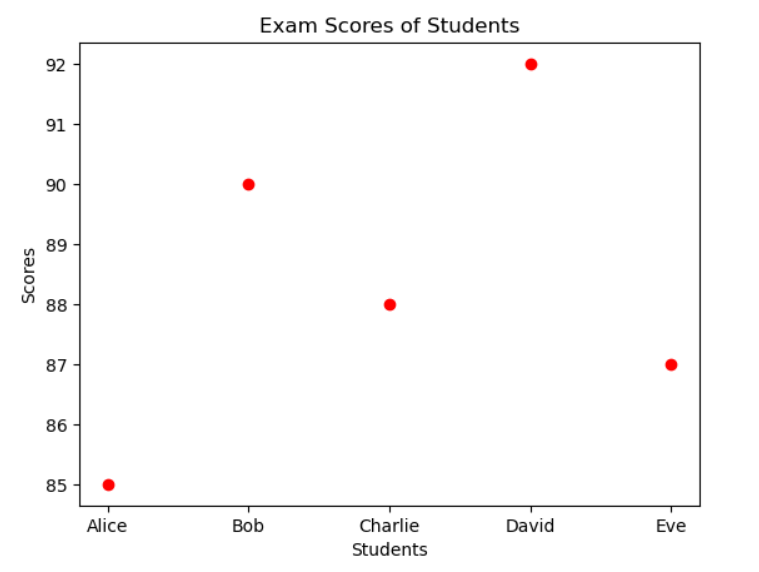 Exam Scores of Students
92
91
90
89
88
87
86
85
Scores
Alice Bob Charlie David Eve
Students